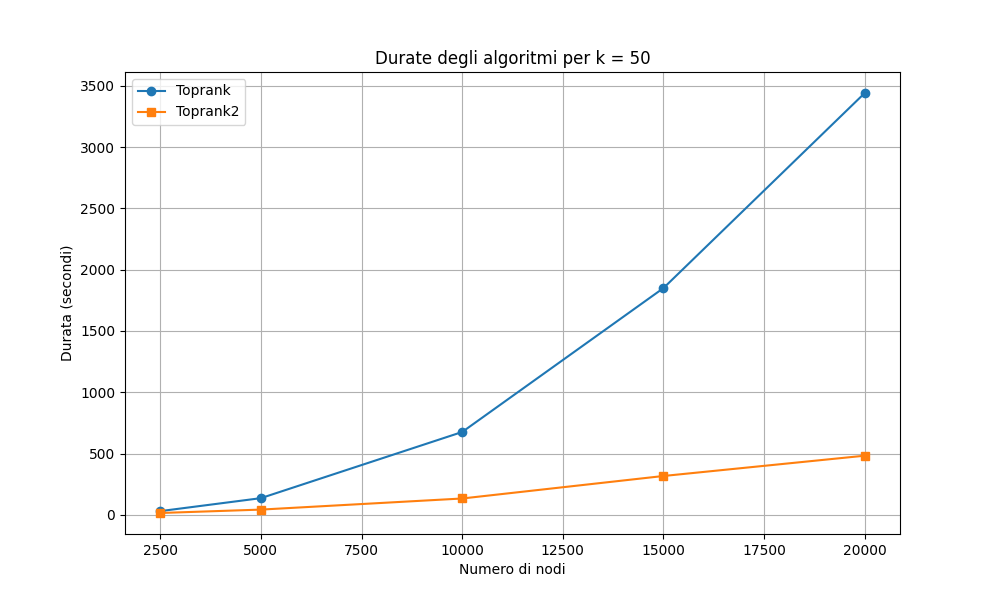 Durate degli algoritmi per k = 50
Toprank
Toprank2
3500
3000
2500
2000
1500
1000
500
0
Durata (secondi)
2500 5000 7500 10000 12500 15000 17500 20000
Numero di nodi